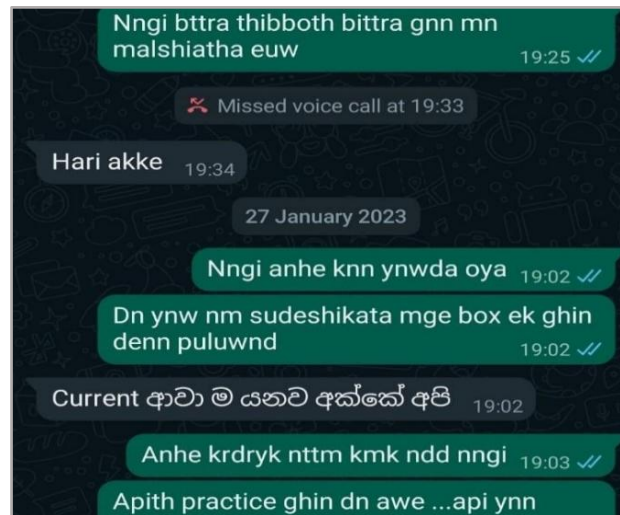 Nngi bttra thibboth bittra gnn mn
malshiatha euw
19:25
Missed voice call at 19:33
Hari akke 19:34
27 January 2023
Nngi anhe knn ynwda oya 19:02
Dn ynw nm sudeshikata mge box ek ghin
denn puluwnd
19:02
Current ආවා ම යනව අක්කේ අපි 19:02
Anhe krdryk nttm kmk ndd nngi 19:03
Apith practice ghin dn awe ...api ynn